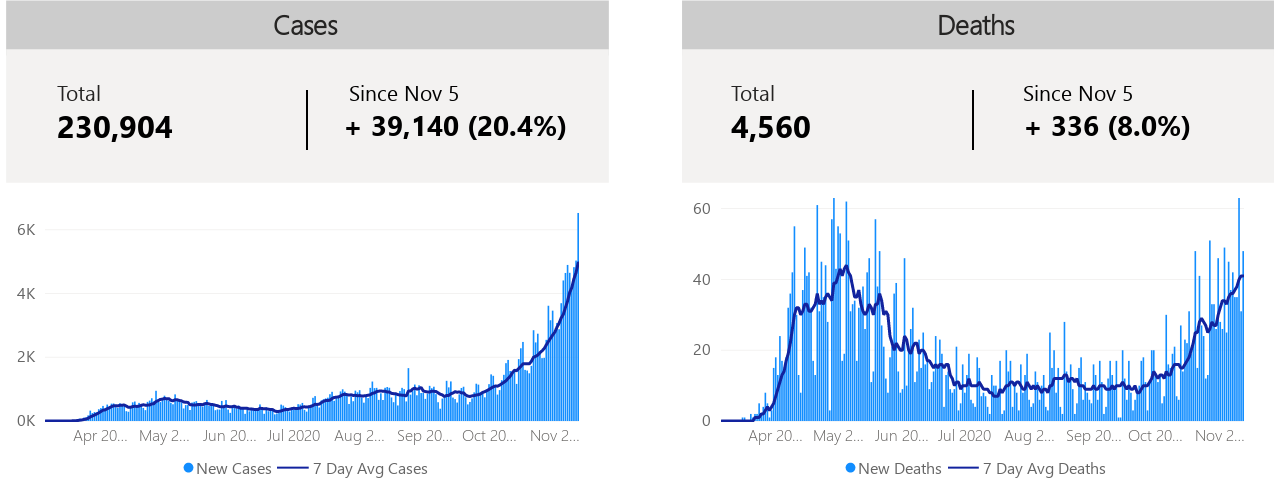 Cases
Total
230,904
Since Nov 5
+ 39,140 (20.4%)
6K
4K
2K
0K
Apr 20... May 2... Jun 20... Jul 2020 Aug 2... Sep 20... Oct 20... Nov 2...
New Cases 7 Day Avg Cases
Deaths
Total
4,560
Since Nov 5
+ 336 (8.0%)
60
40
20
0
Apr 20... May 2... Jun 20... Jul 2020 Aug 2... Sep 20... Oct 20... Nov 2...
New Deaths 7 Day Avg Deaths